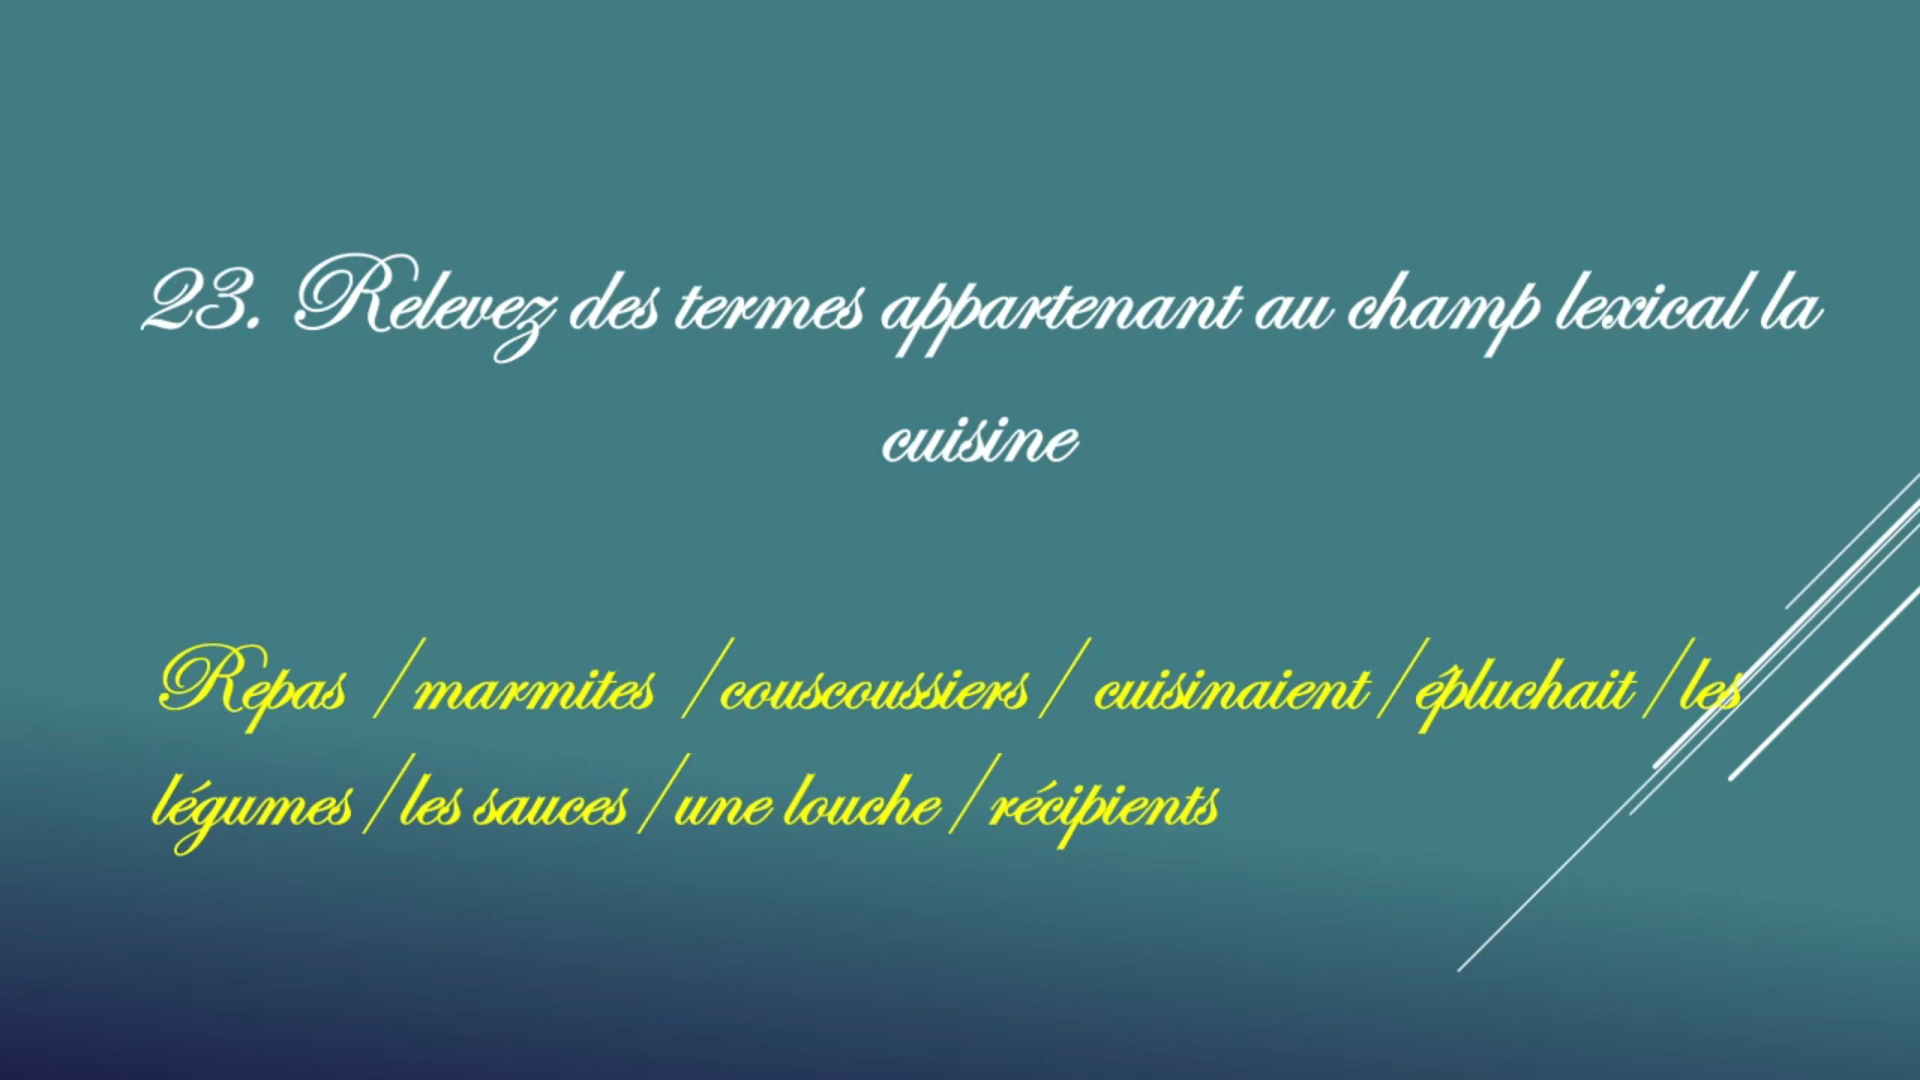 23. Relevez des termes appartenant au champ lexical la
cuisine
Repas / marmites / couscoussiers / cuisinaient / épluchait / les
légumes / les sauces / une louche / récipients